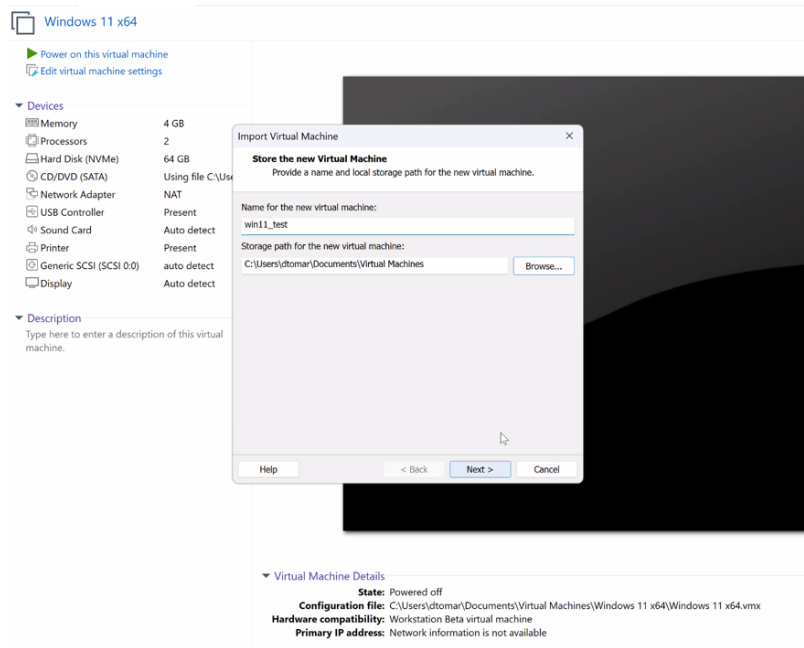 Windows 11 x64
Power on this virtual machine
Edit virtual machine settings
Devices
Memory 4 GB
Processors 2
Hard Disk (NVMe) 64 GB
CD/DVD (SATA) Using file C:\Use
Network Adapter NAT
USB Controller Present
Sound Card Auto detect
Printer Present
Generic SCSI (SCSI 0:0) auto detect
Display Auto detect
Description
Type here to enter a description of this virtual
machine.
Import Virtual Machine
Store the new Virtual Machine
Provide a name and local storage path for the new virtual machine.
Name for the new virtual machine:
win11_test
Storage path for the new virtual machine:
C:\Users\dtomar\Documents\Virtual Machines
Browse...
Help
< Back
Next >
Cancel
Virtual Machine Details
State: Powered off
Configuration file: C:\Users\dtomar\Documents\Virtual Machines\Windows 11 x64\Windows 11 x64.vmx
Hardware compatibility: Workstation Beta virtual machine
Primary IP address: Network information is not available